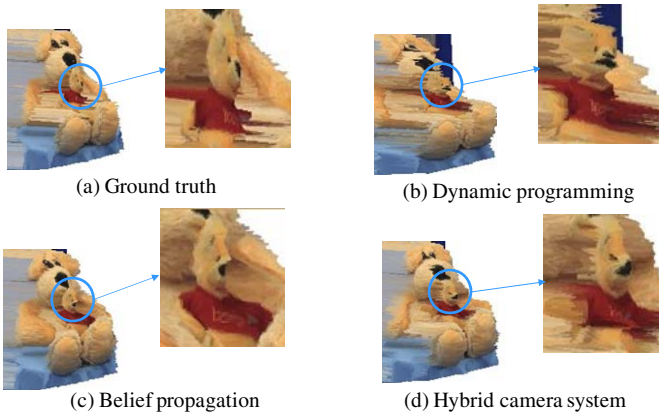 (a) Ground truth
(b) Dynamic programming
(c) Belief propagation
(d) Hybrid camera system